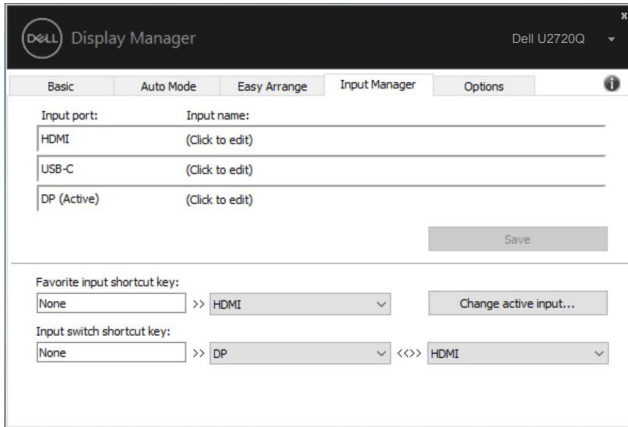 x
DELL Display Manager Dell U2720Q
Basic Auto Mode Easy Arrange Input Manager Options i
Input port: Input name:
HDMI (Click to edit)
USB-C (Click to edit)
DP (Active) (Click to edit)
Save
Favorite input shortcut key:
None >> HDMI Change active input...
Input switch shortcut key:
None >> DP <<>> HDMI